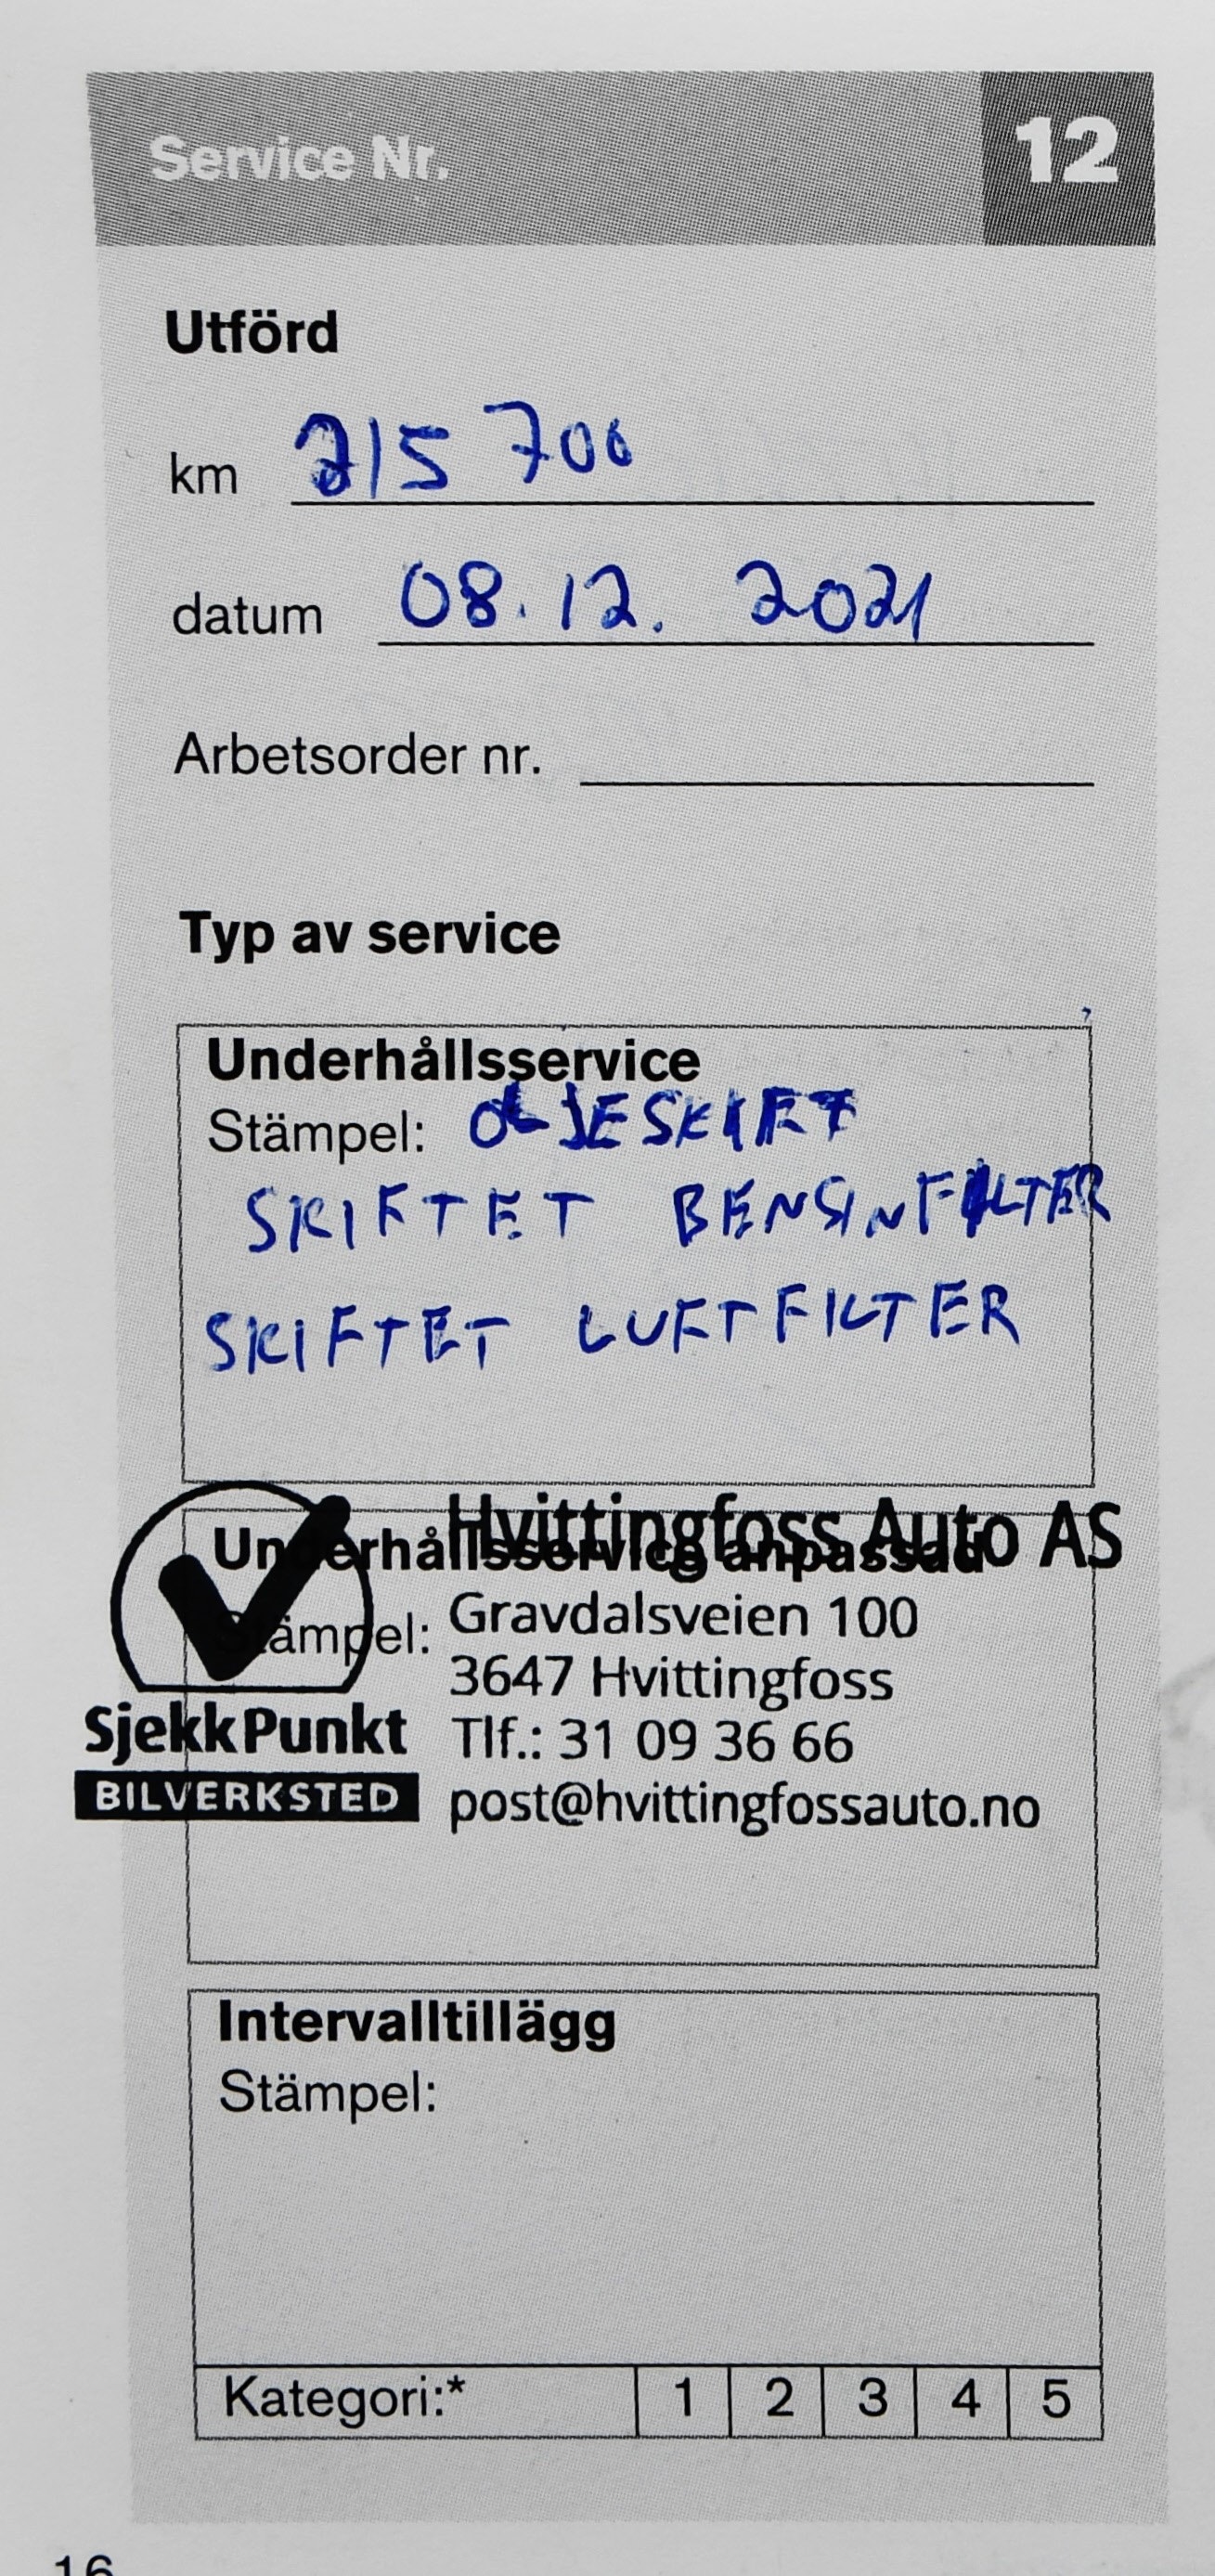 Service Nr. 12
Utförd
km 215 700
datum 08.12. 2021
Arbetsorder nr.
Typ av service
Underhållsservice
Stämpel: OLJESKIFT
SKIFTET BENSINFILTER
SKIFTET LUFTFILTER
Hvittingfoss Auto AS
Underhållsservice anpassad
Stämpel: Gravdalsveien 100
3647 Hvittingfoss
SjekkPunkt Tlf.: 31 09 36 66
BILVERKSTED post@hvittingfossauto.no
Intervalltillägg
Stämpel:
Kategori:* 1 2 3 4 5
16